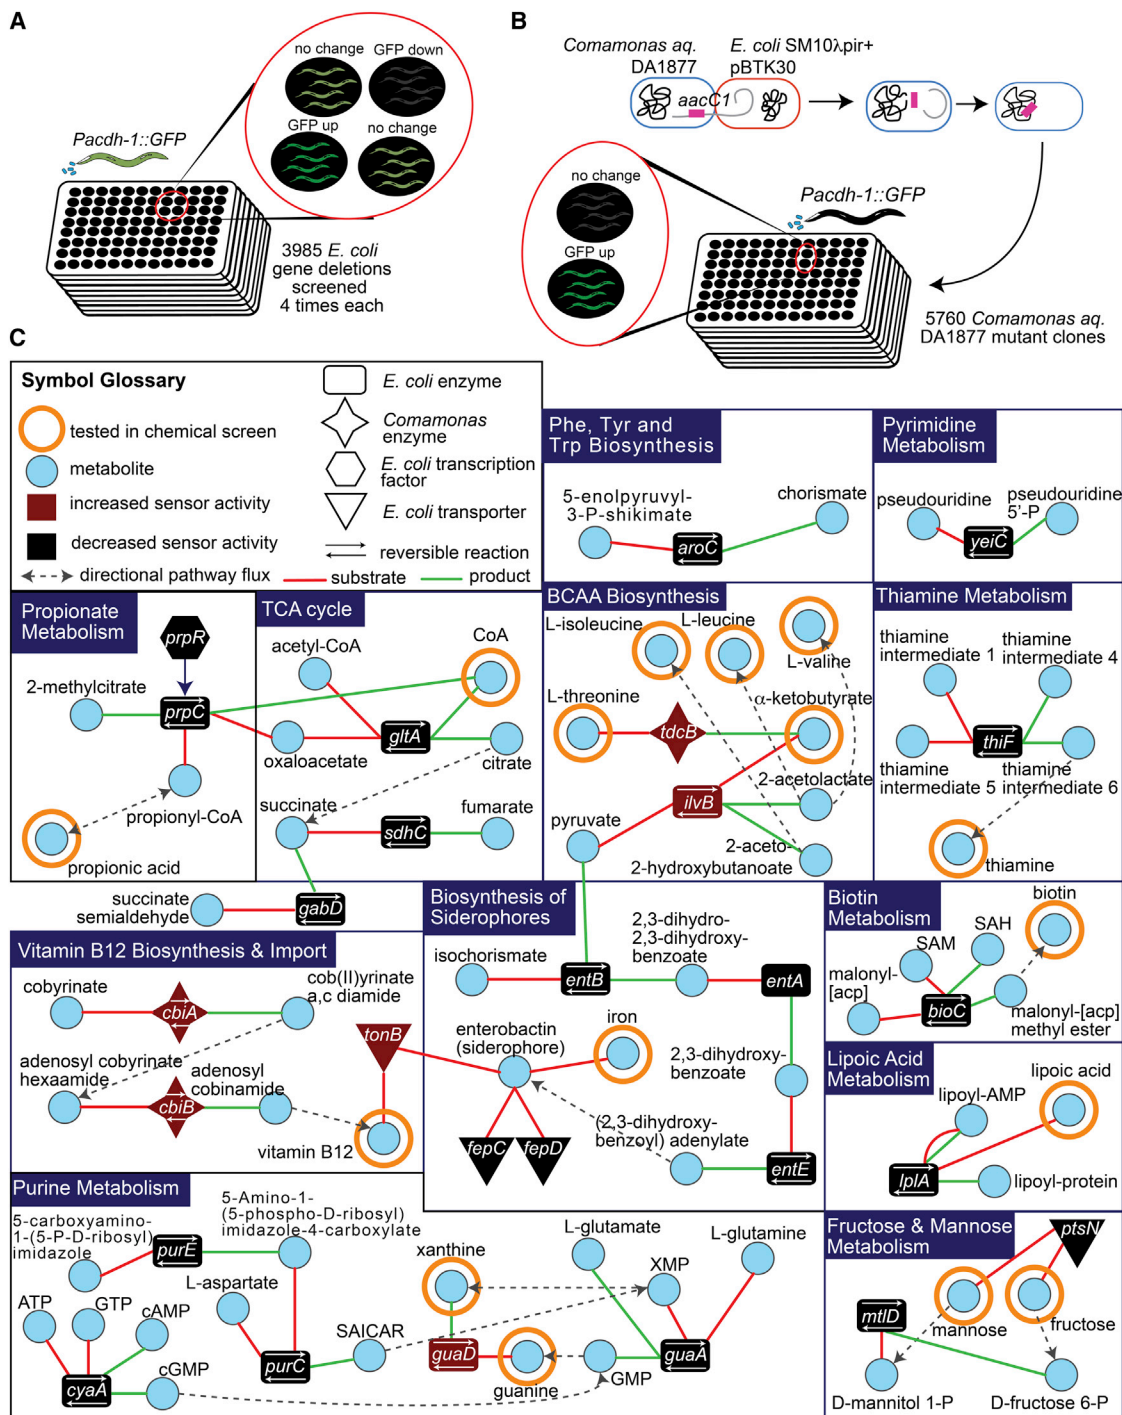 A
no change
GFP down
GFP up
no change
Pacdh-1::GFP
3985 E. coli
gene deletions
screened
4 times each
B
Comamonas aq.
DA1877
E. coli SM10λpir+
pBTK30
aacC1
no change
GFP up
Pacdh-1::GFP
5760 Comamonas aq.
DA1877 mutant clones
C
Symbol Glossary
tested in chemical screen
metabolite
increased sensor activity
decreased sensor activity
directional pathway flux
substrate
product
E. coli enzyme
Comamonas
enzyme
E. coli transcription
factor
E. coli transporter
reversible reaction
Phe, Tyr and
Trp Biosynthesis
5-enolpyruvyl-
3-P-shikimate
chorismate
aroC
Pyrimidine
Metabolism
pseudouridine
pseudouridine
5'-P
yeiC
Propionate
Metabolism
prpR
2-methylcitrate
prpC
propionyl-CoA
propionic acid
TCA cycle
acetyl-CoA
CoA
gltA
oxaloacetate
citrate
succinate
fumarate
sdhC
succinate
semialdehyde
gabD
BCAA Biosynthesis
L-isoleucine
L-leucine
L-valine
L-threonine
α-ketobutyrate
tdcB
2-acetolactate
ilvB
pyruvate
2-aceto-
2-hydroxybutanoate
Thiamine Metabolism
thiamine
intermediate 1
thiamine
intermediate 4
thiF
thiamine
intermediate 5
thiamine
intermediate 6
thiamine
Vitamin B12 Biosynthesis & Import
cobyrinate
cob(II)yrinate
a,c diamide
cbiA
tonB
adenosyl cobyrinate
hexaamide
adenosyl
cobinamide
cbiB
vitamin B12
Biosynthesis of
Siderophores
2,3-dihydro-
2,3-dihydroxy-
benzoate
isochorismate
entB
entA
enterobactin
(siderophore)
iron
2,3-dihydroxy-
benzoate
(2,3-dihydroxy-
benzoyl) adenylate
fepC
fepD
entE
Biotin
Metabolism
biotin
SAM
SAH
malonyl-
[acp]
bioC
malonyl-[acp]
methyl ester
Lipoic Acid
Metabolism
lipoic acid
lipoyl-AMP
lplA
lipoyl-protein
Purine Metabolism
5-carboxyamino-
1-(5-P-D-ribosyl)
imidazole
purE
5-Amino-1-
(5-phospho-D-ribosyl)
imidazole-4-carboxylate
L-aspartate
ATP
GTP
cAMP
cGMP
cyaA
purC
SAICAR
xanthine
guaD
guanine
L-glutamate
L-glutamine
XMP
GMP
guaA
Fructose & Mannose
Metabolism
ptsN
mtlD
mannose
fructose
D-mannitol 1-P
D-fructose 6-P